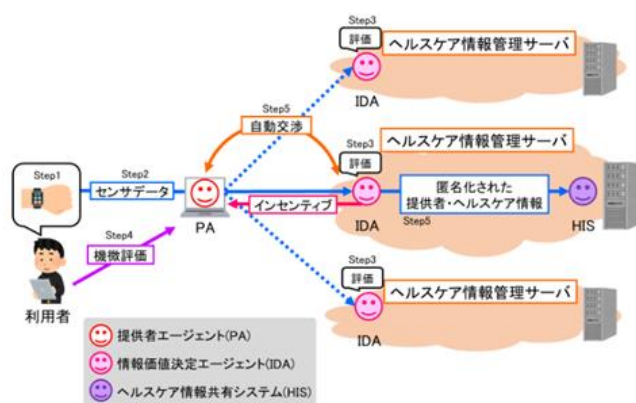 Step3
評価
ヘルスケア情報管理サーバ
IDA
Step5
自動交渉
Step3
評価
ヘルスケア情報管理サーバ
Step1
Step2
センサデータ
PA
インセンティブ
IDA
匿名化された
提供者・ヘルスケア情報
Step5
HIS
Step4
機微評価
利用者
Step3
評価
ヘルスケア情報管理サーバ
IDA
提供者エージェント(PA)
情報価値決定エージェント(IDA)
ヘルスケア情報共有システム(HIS)